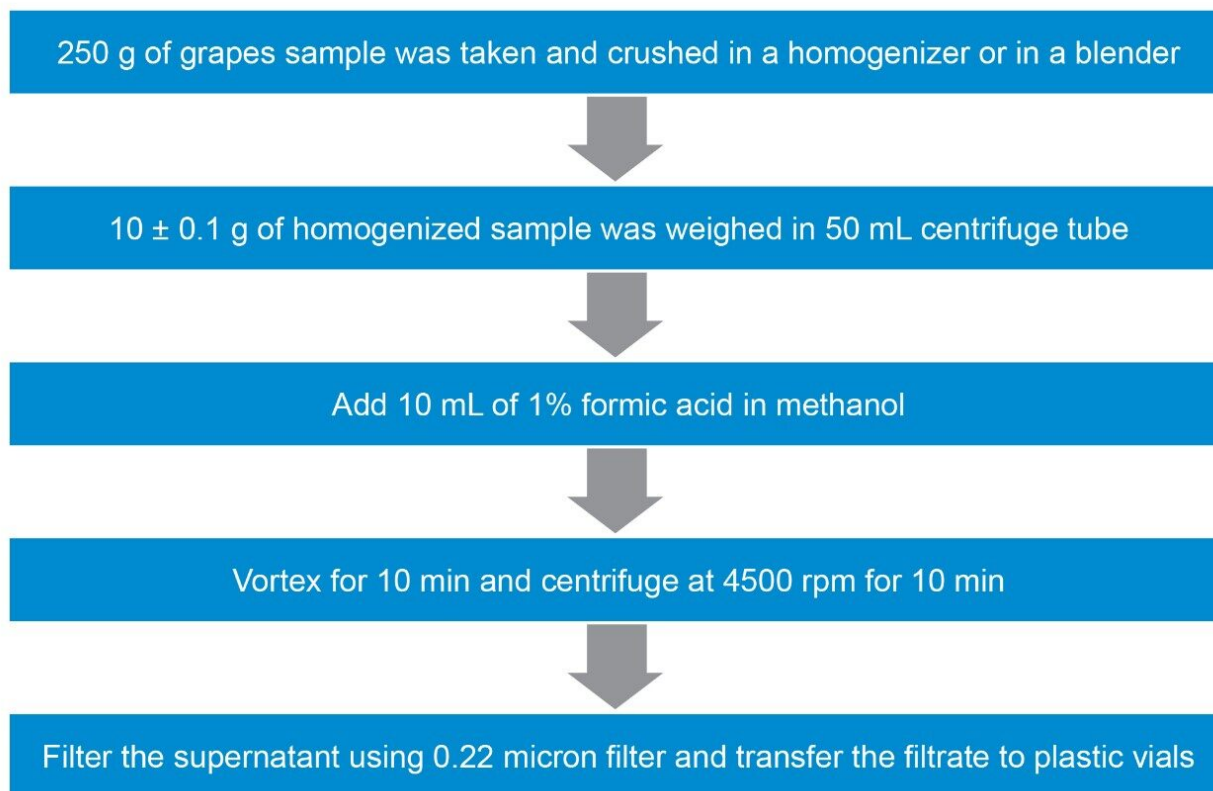 250 g of grapes sample was taken and crushed in a homogenizer or in a blender
10 ± 0.1 g of homogenized sample was weighed in 50 mL centrifuge tube
Add 10 mL of 1% formic acid in methanol
Vortex for 10 min and centrifuge at 4500 rpm for 10 min
Filter the supernatant using 0.22 micron filter and transfer the filtrate to plastic vials